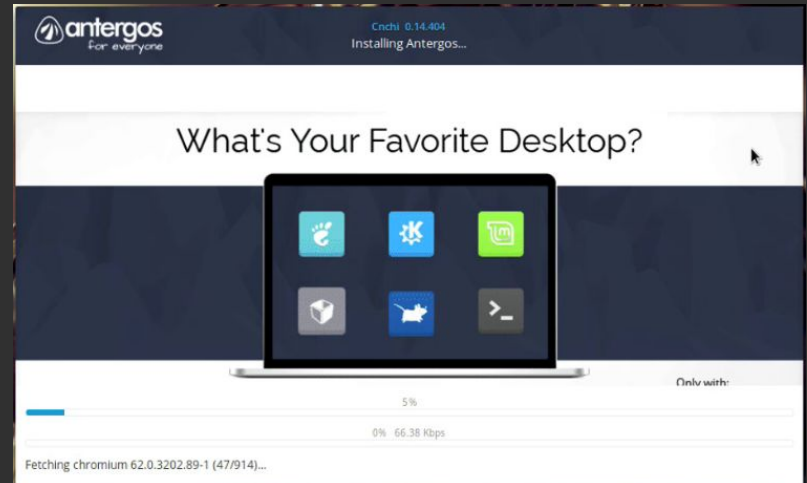 antergos
for everyone
Cnchi 0.14.404
Installing Antergos...
What's Your Favorite Desktop?
Only with:
5%
0% 66.38 Kbps
Fetching chromium 62.0.3202.89-1 (47/914)...